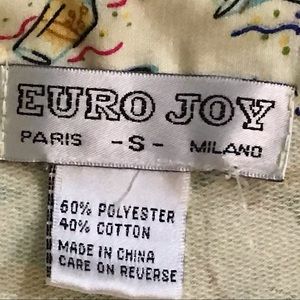 EURO JOY
PARIS -S- MILANO
60% POLYESTER
40% COTTON
MADE IN CHINA
CARE ON REVERSE